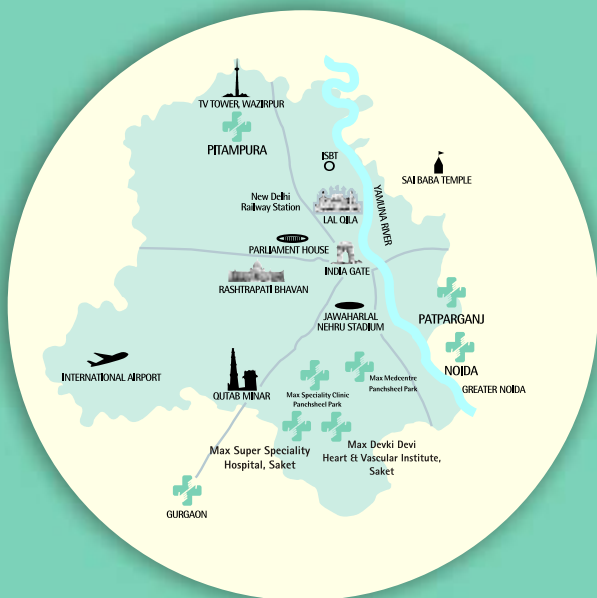 TV TOWER, WAZIRPUR
PITAMPURA
ISBT
SAI BABA TEMPLE
New Delhi
Railway Station
LAL QILA
YAMUNA RIVER
PARLIAMENT HOUSE
INDIA GATE
RASHTRAPATI BHAVAN
JAWAHARLAL
NEHRU STADIUM
PATPARGANJ
NOIDA
GREATER NOIDA
INTERNATIONAL AIRPORT
QUTAB MINAR
Max Speciality Clinic
Panchsheel Park
Max Medcentre
Panchsheel Park
Max Super Speciality
Hospital, Saket
Max Devki Devi
Heart & Vascular Institute,
Saket
GURGAON